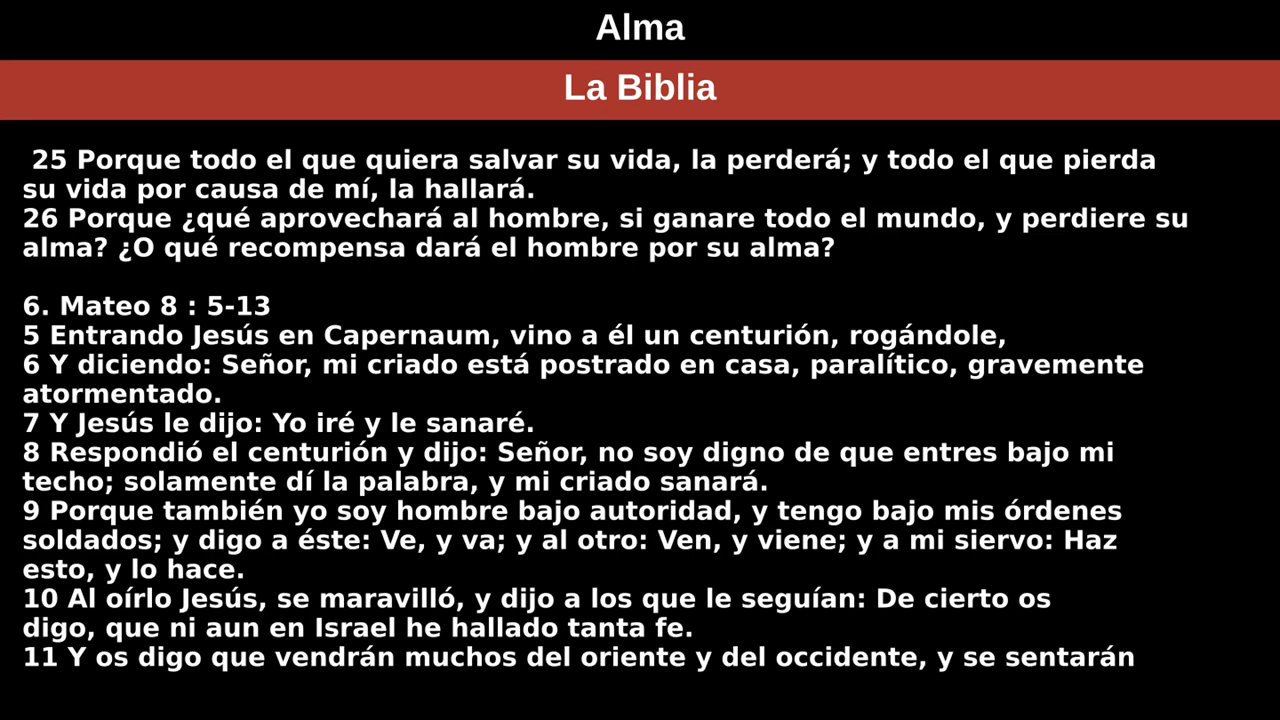 Alma
La Biblia
25 Porque todo el que quiera salvar su vida, la perderá; y todo el que pierda
su vida por causa de mí, la hallará.
26 Porque ¿qué aprovechará al hombre, si ganare todo el mundo, y perdiere su
alma? ¿O qué recompensa dará el hombre por su alma?
6. Mateo 8 : 5-13
5 Entrando Jesús en Capernaum, vino a él un centurión, rogándole,
6 Y diciendo: Señor, mi criado está postrado en casa, paralítico, gravemente
atormentado.
7 Y Jesús le dijo: Yo iré y le sanaré.
8 Respondió el centurión y dijo: Señor, no soy digno de que entres bajo mi
techo; solamente dí la palabra, y mi criado sanará.
9 Porque también yo soy hombre bajo autoridad, y tengo bajo mis órdenes
soldados; y digo a éste: Ve, y va; y al otro: Ven, y viene; y a mi siervo: Haz
esto, y lo hace.
10 Al oírlo Jesús, se maravilló, y dijo a los que le seguían: De cierto os
digo, que ni aun en Israel he hallado tanta fe.
11 Y os digo que vendrán muchos del oriente y del occidente, y se sentarán